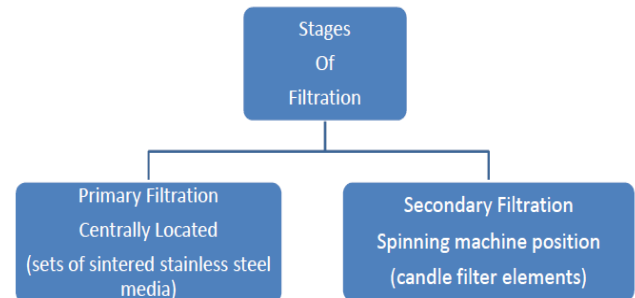 Stages
Of
Filtration
Primary Filtration
Centrally Located
(sets of sintered stainless steel
media)
Secondary Filtration
Spinning machine position
(candle filter elements)